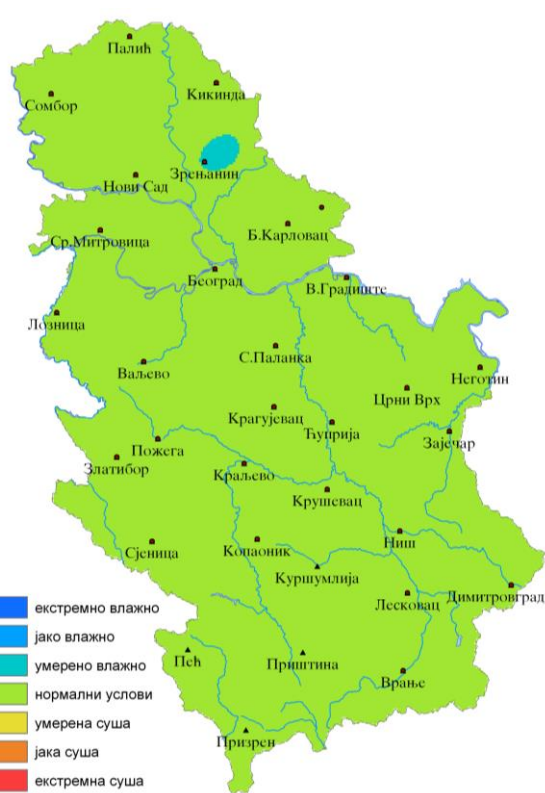 Палић
Кикинда
Сомбор
Зрењанин
Нови Сад
Б.Карловац
Ср.Митровица
Београд
В.Градиште
Лозница
С.Паланка
Ваљево
Неготин
Црни Врх
Крагујевац
Ћуприја
Зајечар
Пожега
Златибор
Краљево
Крушевац
Ниш
Сјеница
Копаоник
Куршумлија
Димитровград
Лесковац
Пећ
Приштина
Врање
Призрен
екстремно влажно
јако влажно
умерено влажно
нормални услови
умерена суша
јака суша
екстремна суша